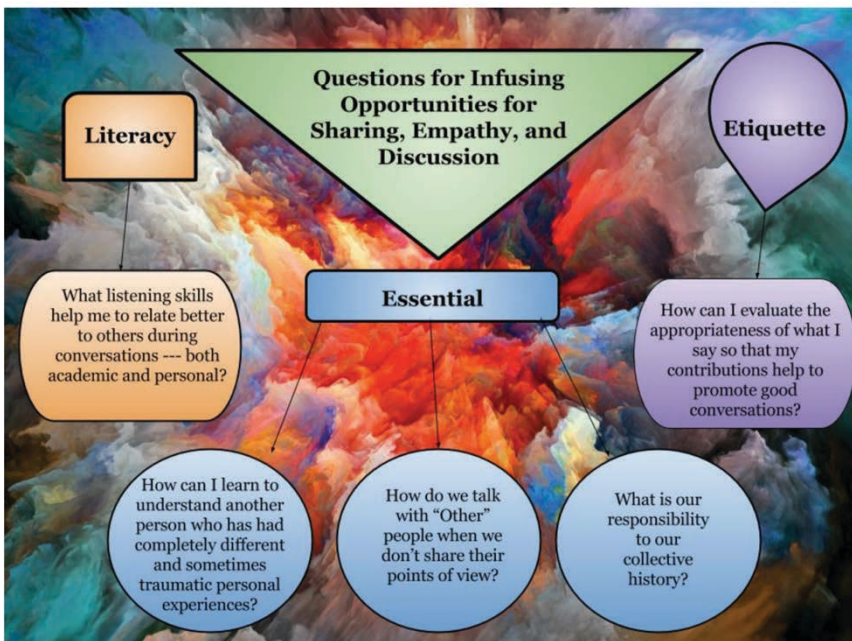 Questions for Infusing
Opportunities for
Sharing, Empathy, and
Discussion
Literacy
Etiquette
Essential
What listening skills
help me to relate better
to others during
conversations --- both
academic and personal?
How can I evaluate the
appropriateness of what I
say so that my
contributions help to
promote good
conversations?
How can I learn to
understand another
person who has had
completely different
and sometimes
traumatic personal
experiences?
How do we talk
with “Other”
people when we
don’t share their
points of view?
What is our
responsibility
to our
collective
history?